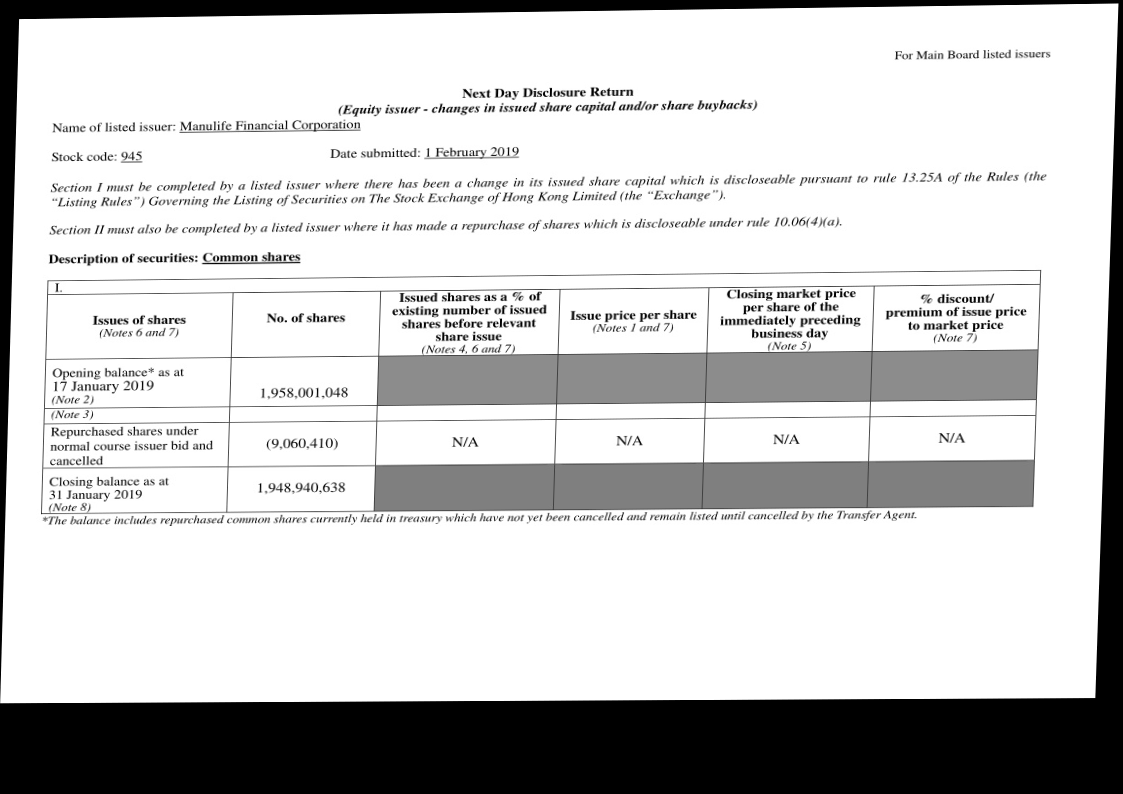 For Main Board listed issuers
Next Day Disclosure Return
(Equity issuer - changes in issued share capital and/or share buybacks)
Name of listed issuer: Manulife Financial Corporation
Stock code: 945 Date submitted: 1 February 2019
Section I must be completed by a listed issuer where there has been a change in its issued share capital which is discloseable pursuant to rule 13.25A of the Rules (the
“Listing Rules”) Governing the Listing of Securities on The Stock Exchange of Hong Kong Limited (the “Exchange”).
Section II must also be completed by a listed issuer where it has made a repurchase of shares which is discloseable under rule 10.06(4)(a).
Description of securities: Common shares
I.
Issues of shares
(Notes 6 and 7)
No. of shares
Issued shares as a % of
existing number of issued
shares before relevant
share issue
(Notes 4, 6 and 7)
Issue price per share
(Notes 1 and 7)
Closing market price
per share of the
immediately preceding
business day
(Note 5)
% discount/
premium of issue price
to market price
(Note 7)
Opening balance* as at
17 January 2019
(Note 2)
1,958,001,048
(Note 3)
Repurchased shares under
normal course issuer bid and
cancelled
(9,060,410)
N/A
N/A
N/A
N/A
Closing balance as at
31 January 2019
(Note 8)
1,948,940,638
*The balance includes repurchased common shares currently held in treasury which have not yet been cancelled and remain listed until cancelled by the Transfer Agent.